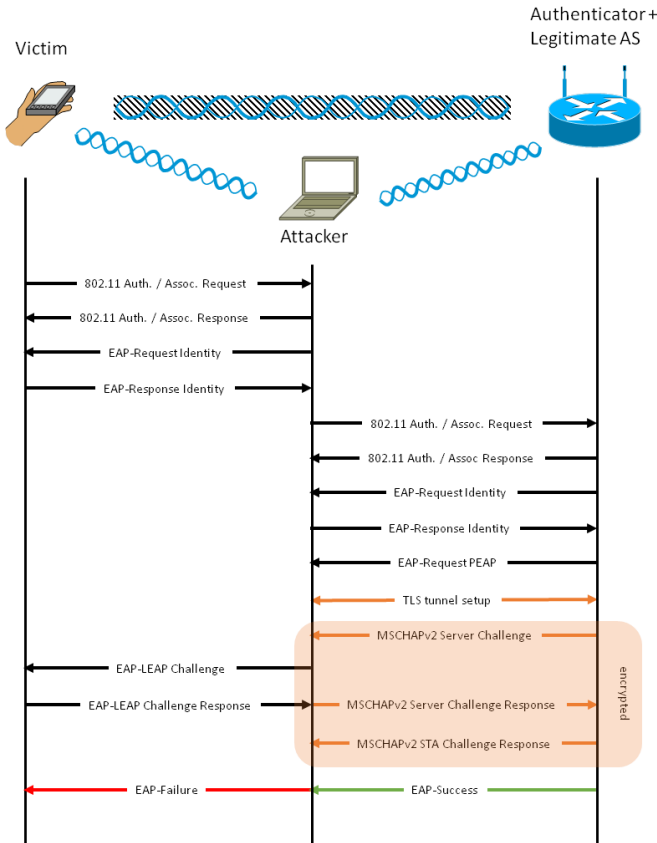 Authenticator+
Legitimate AS
Victim
Attacker
802.11 Auth. / Assoc. Request
802.11 Auth. / Assoc. Response
EAP-Request Identity
EAP-Response Identity
802.11 Auth. / Assoc. Request
802.11 Auth. / Assoc Response
EAP-Request Identity
EAP-Response Identity
EAP-Request PEAP
TLS tunnel setup
MSCHAPv2 Server Challenge
EAP-LEAP Challenge
encrypted
EAP-LEAP Challenge Response
MSCHAPv2 Server Challenge Response
MSCHAPv2 STA Challenge Response
EAP-Failure
EAP-Success